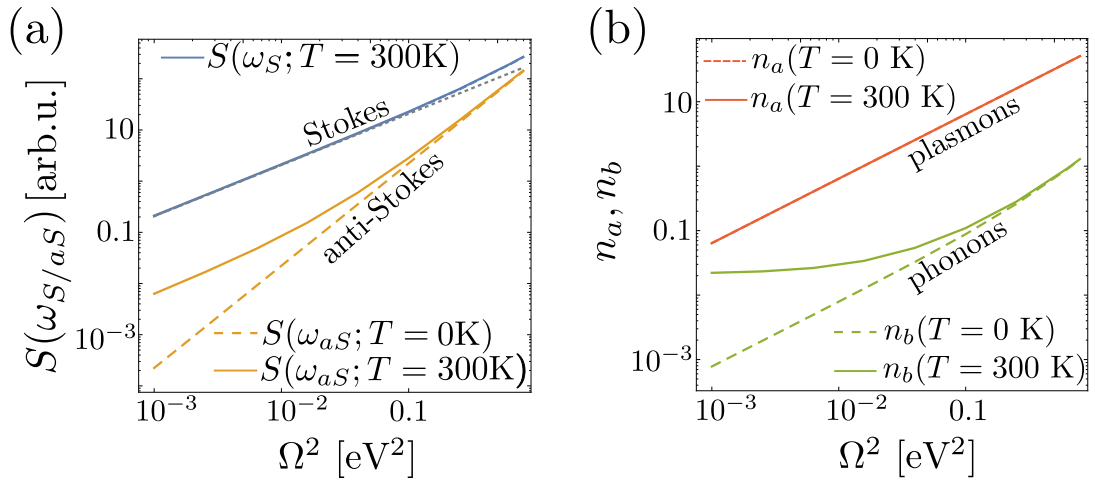 (a)
S(ω_S; T = 300K)
Stokes
anti-Stokes
S(ω_{aS}; T = 0K)
S(ω_{aS}; T = 300K)
10
0.1
10^{-3}
S(ω_{S/aS}) [arb.u.]
10^{-3}
10^{-2}
0.1
Ω^2 [eV^2]
(b)
n_a(T = 0 K)
n_a(T = 300 K)
plasmons
phonons
n_b(T = 0 K)
n_b(T = 300 K)
10
0.1
10^{-3}
n_a, n_b
10^{-3}
10^{-2}
0.1
Ω^2 [eV^2]